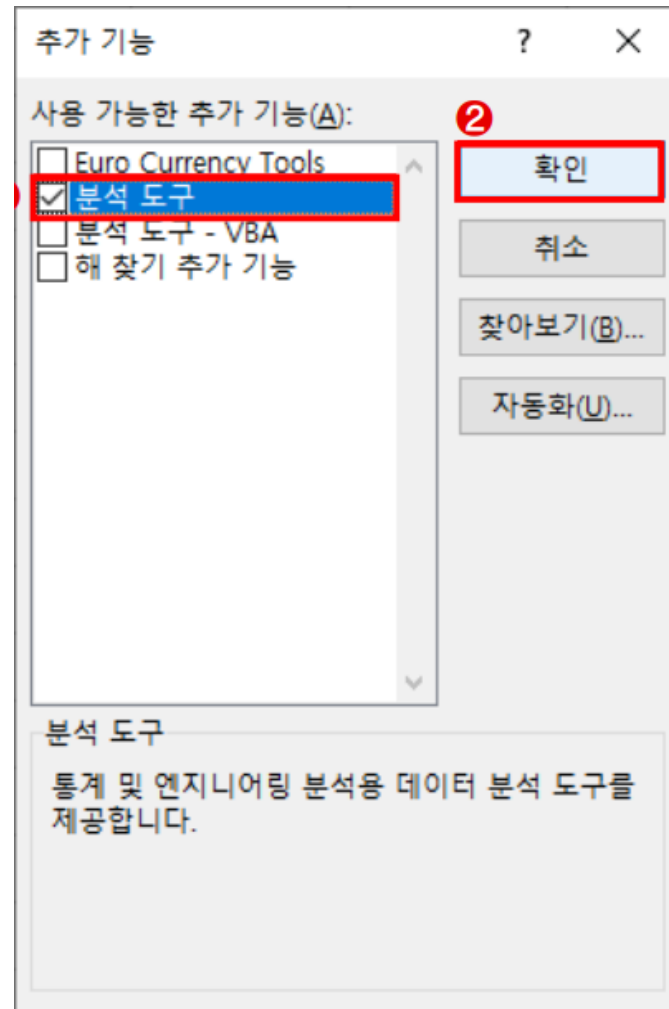 추가 기능
사용 가능한 추가 기능(A):
❷
Euro Currency Tools
분석 도구
분석 도구 - VBA
해 찾기 추가 기능
확인
취소
찾아보기(B)...
자동화(U)...
분석 도구
통계 및 엔지니어링 분석용 데이터 분석 도구를
제공합니다.